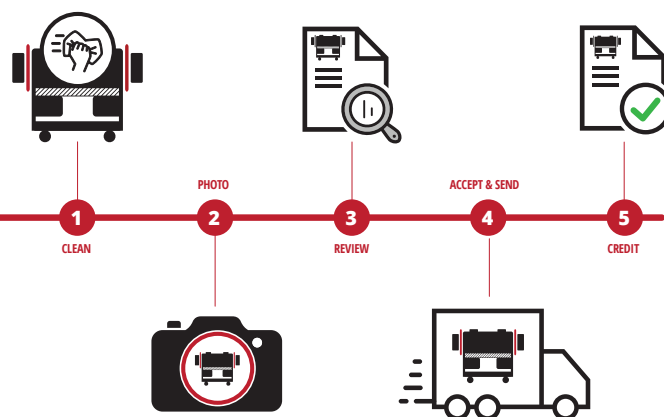 1
CLEAN
PHOTO
2
3
REVIEW
ACCEPT & SEND
4
5
CREDIT